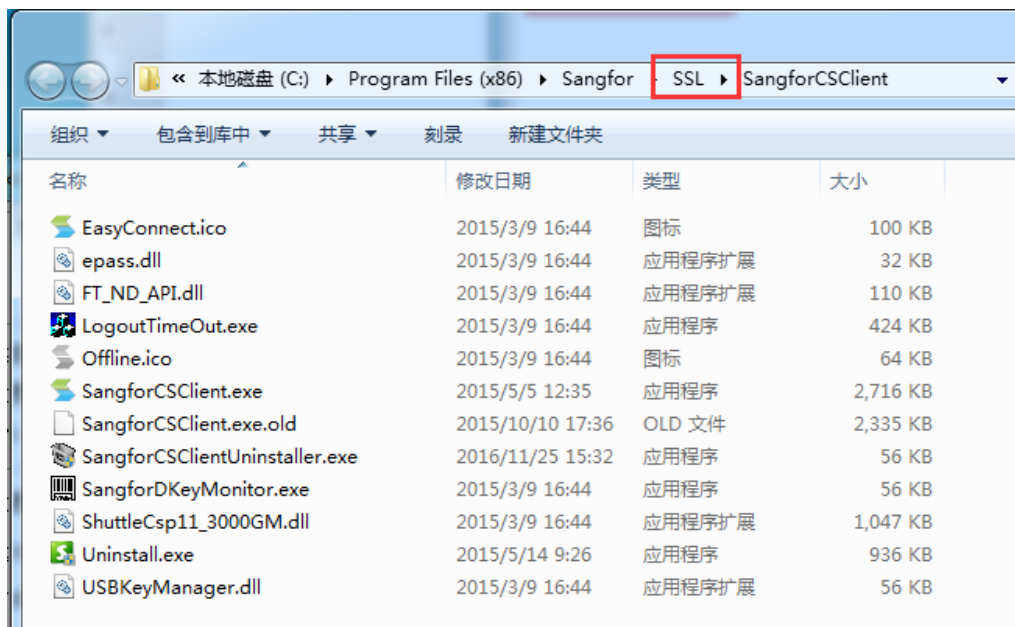 « 本地磁盘 (C:) Program Files (x86) Sangfor SSL SangforCSClient
组织 包含到库中 共享 刻录 新建文件夹
名称 修改日期 类型 大小
EasyConnect.ico 2015/3/9 16:44 图标 100 KB
epass.dll 2015/3/9 16:44 应用程序扩展 32 KB
FT_ND_API.dll 2015/3/9 16:44 应用程序扩展 110 KB
LogoutTimeOut.exe 2015/3/9 16:44 应用程序 424 KB
Offline.ico 2015/3/9 16:44 图标 64 KB
SangforCSClient.exe 2015/5/5 12:35 应用程序 2,716 KB
SangforCSClient.exe.old 2015/10/10 17:36 OLD 文件 2,335 KB
SangforCSClientUninstaller.exe 2016/11/25 15:32 应用程序 56 KB
SangforDKeyMonitor.exe 2015/3/9 16:44 应用程序 56 KB
ShuttleCsp11_3000GM.dll 2015/3/9 16:44 应用程序扩展 1,047 KB
Uninstall.exe 2015/5/14 9:26 应用程序 936 KB
USBKeyManager.dll 2015/3/9 16:44 应用程序扩展 56 KB